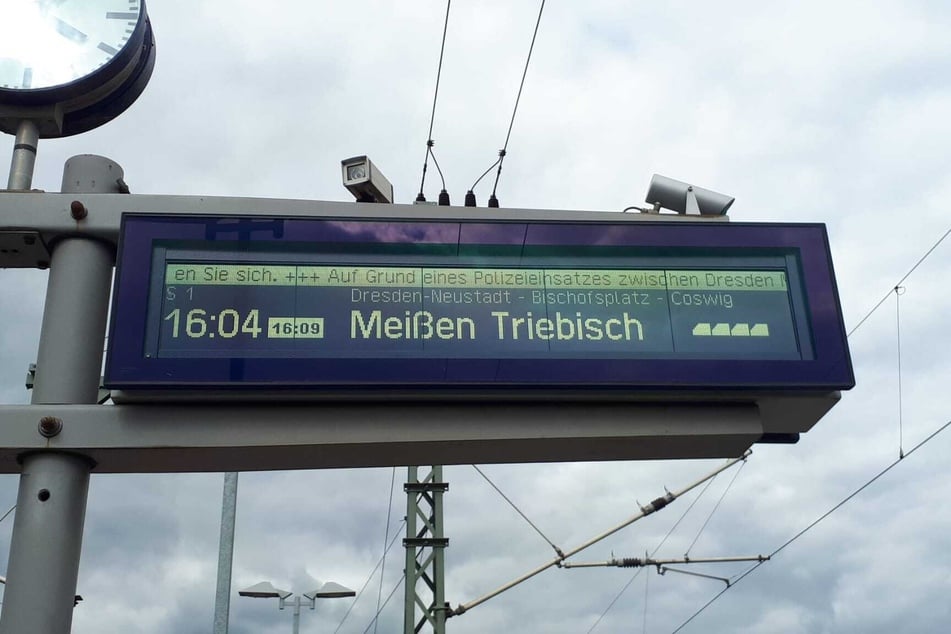 en Sie sich. +++ Auf Grund eines Polizeieinsatzes zwischen Dresden
S 1 Dresden-Neustadt - Bischofsplatz - Coswig
16:04 16:09 Meißen Triebisch